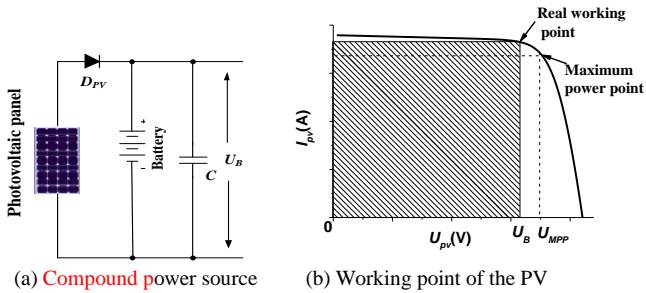 Photovoltaic panel
D_PV
+
Battery
-
C
U_B
(a) Compound power source
Real working
point
Maximum
power point
I_pv(A)
0
U_pv(V)
U_B
U_MPP
(b) Working point of the PV